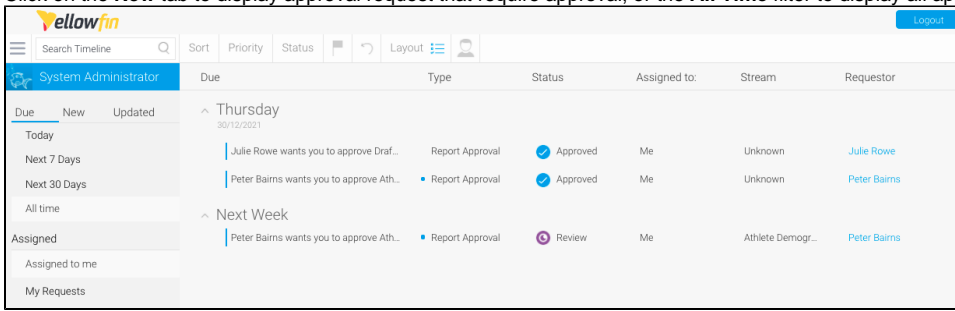 Yellowfin
Logout
Search Timeline
Sort Priority Status Layout
System Administrator
Due Type Status Assigned to: Stream Requestor
Due New Updated
Today
Next 7 Days
Next 30 Days
All time
Assigned
Assigned to me
My Requests
Thursday
30/12/2021
Julie Rowe wants you to approve Draf... Report Approval Approved Me Unknown Julie Rowe
Peter Bairns wants you to approve Ath... Report Approval Approved Me Unknown Peter Bairns
Next Week
Peter Bairns wants you to approve Ath... Report Approval Review Me Athlete Demogr... Peter Bairns